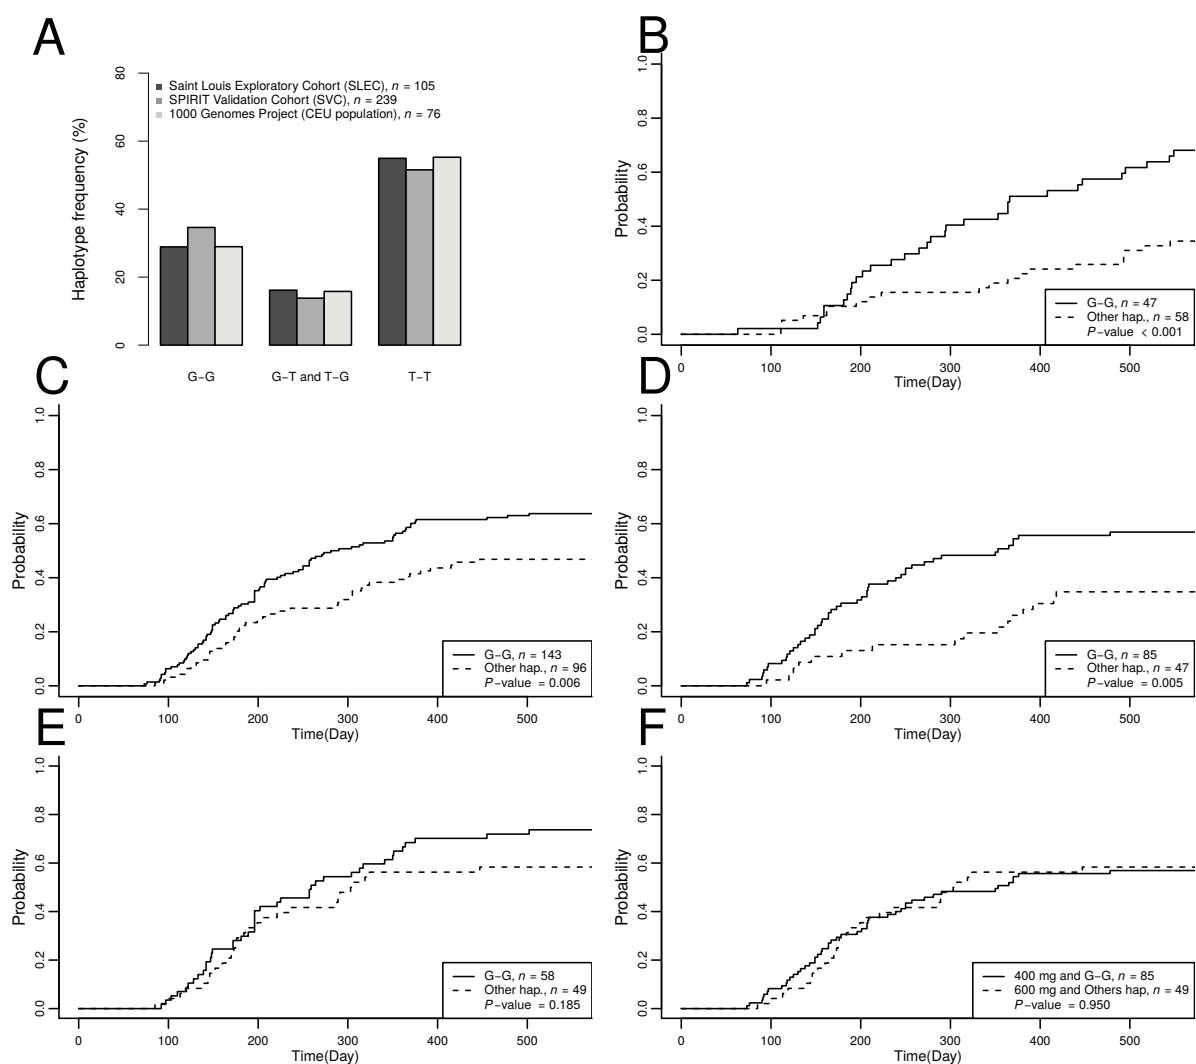 A
Haplotype frequency (%)
80
60
40
20
0
Saint Louis Exploratory Cohort (SLEC), n = 105
SPIRIT Validation Cohort (SVC), n = 239
1000 Genomes Project (CEU population), n = 76
G−G
G−T and T−G
T−T
B
Probability
1.0
0.8
0.6
0.4
0.2
0.0
G−G, n = 47
Other hap., n = 58
P−value < 0.001
0 100 200 300 400 500
Time(Day)
C
Probability
1.0
0.8
0.6
0.4
0.2
0.0
G−G, n = 143
Other hap., n = 96
P−value = 0.006
0 100 200 300 400 500
Time(Day)
D
Probability
1.0
0.8
0.6
0.4
0.2
0.0
G−G, n = 85
Other hap., n = 47
P−value = 0.005
0 100 200 300 400 500
Time(Day)
E
Probability
1.0
0.8
0.6
0.4
0.2
0.0
G−G, n = 58
Other hap., n = 49
P−value = 0.185
0 100 200 300 400 500
Time(Day)
F
Probability
1.0
0.8
0.6
0.4
0.2
0.0
400 mg and G−G, n = 85
600 mg and Others hap, n = 49
P−value = 0.950
0 100 200 300 400 500
Time(Day)